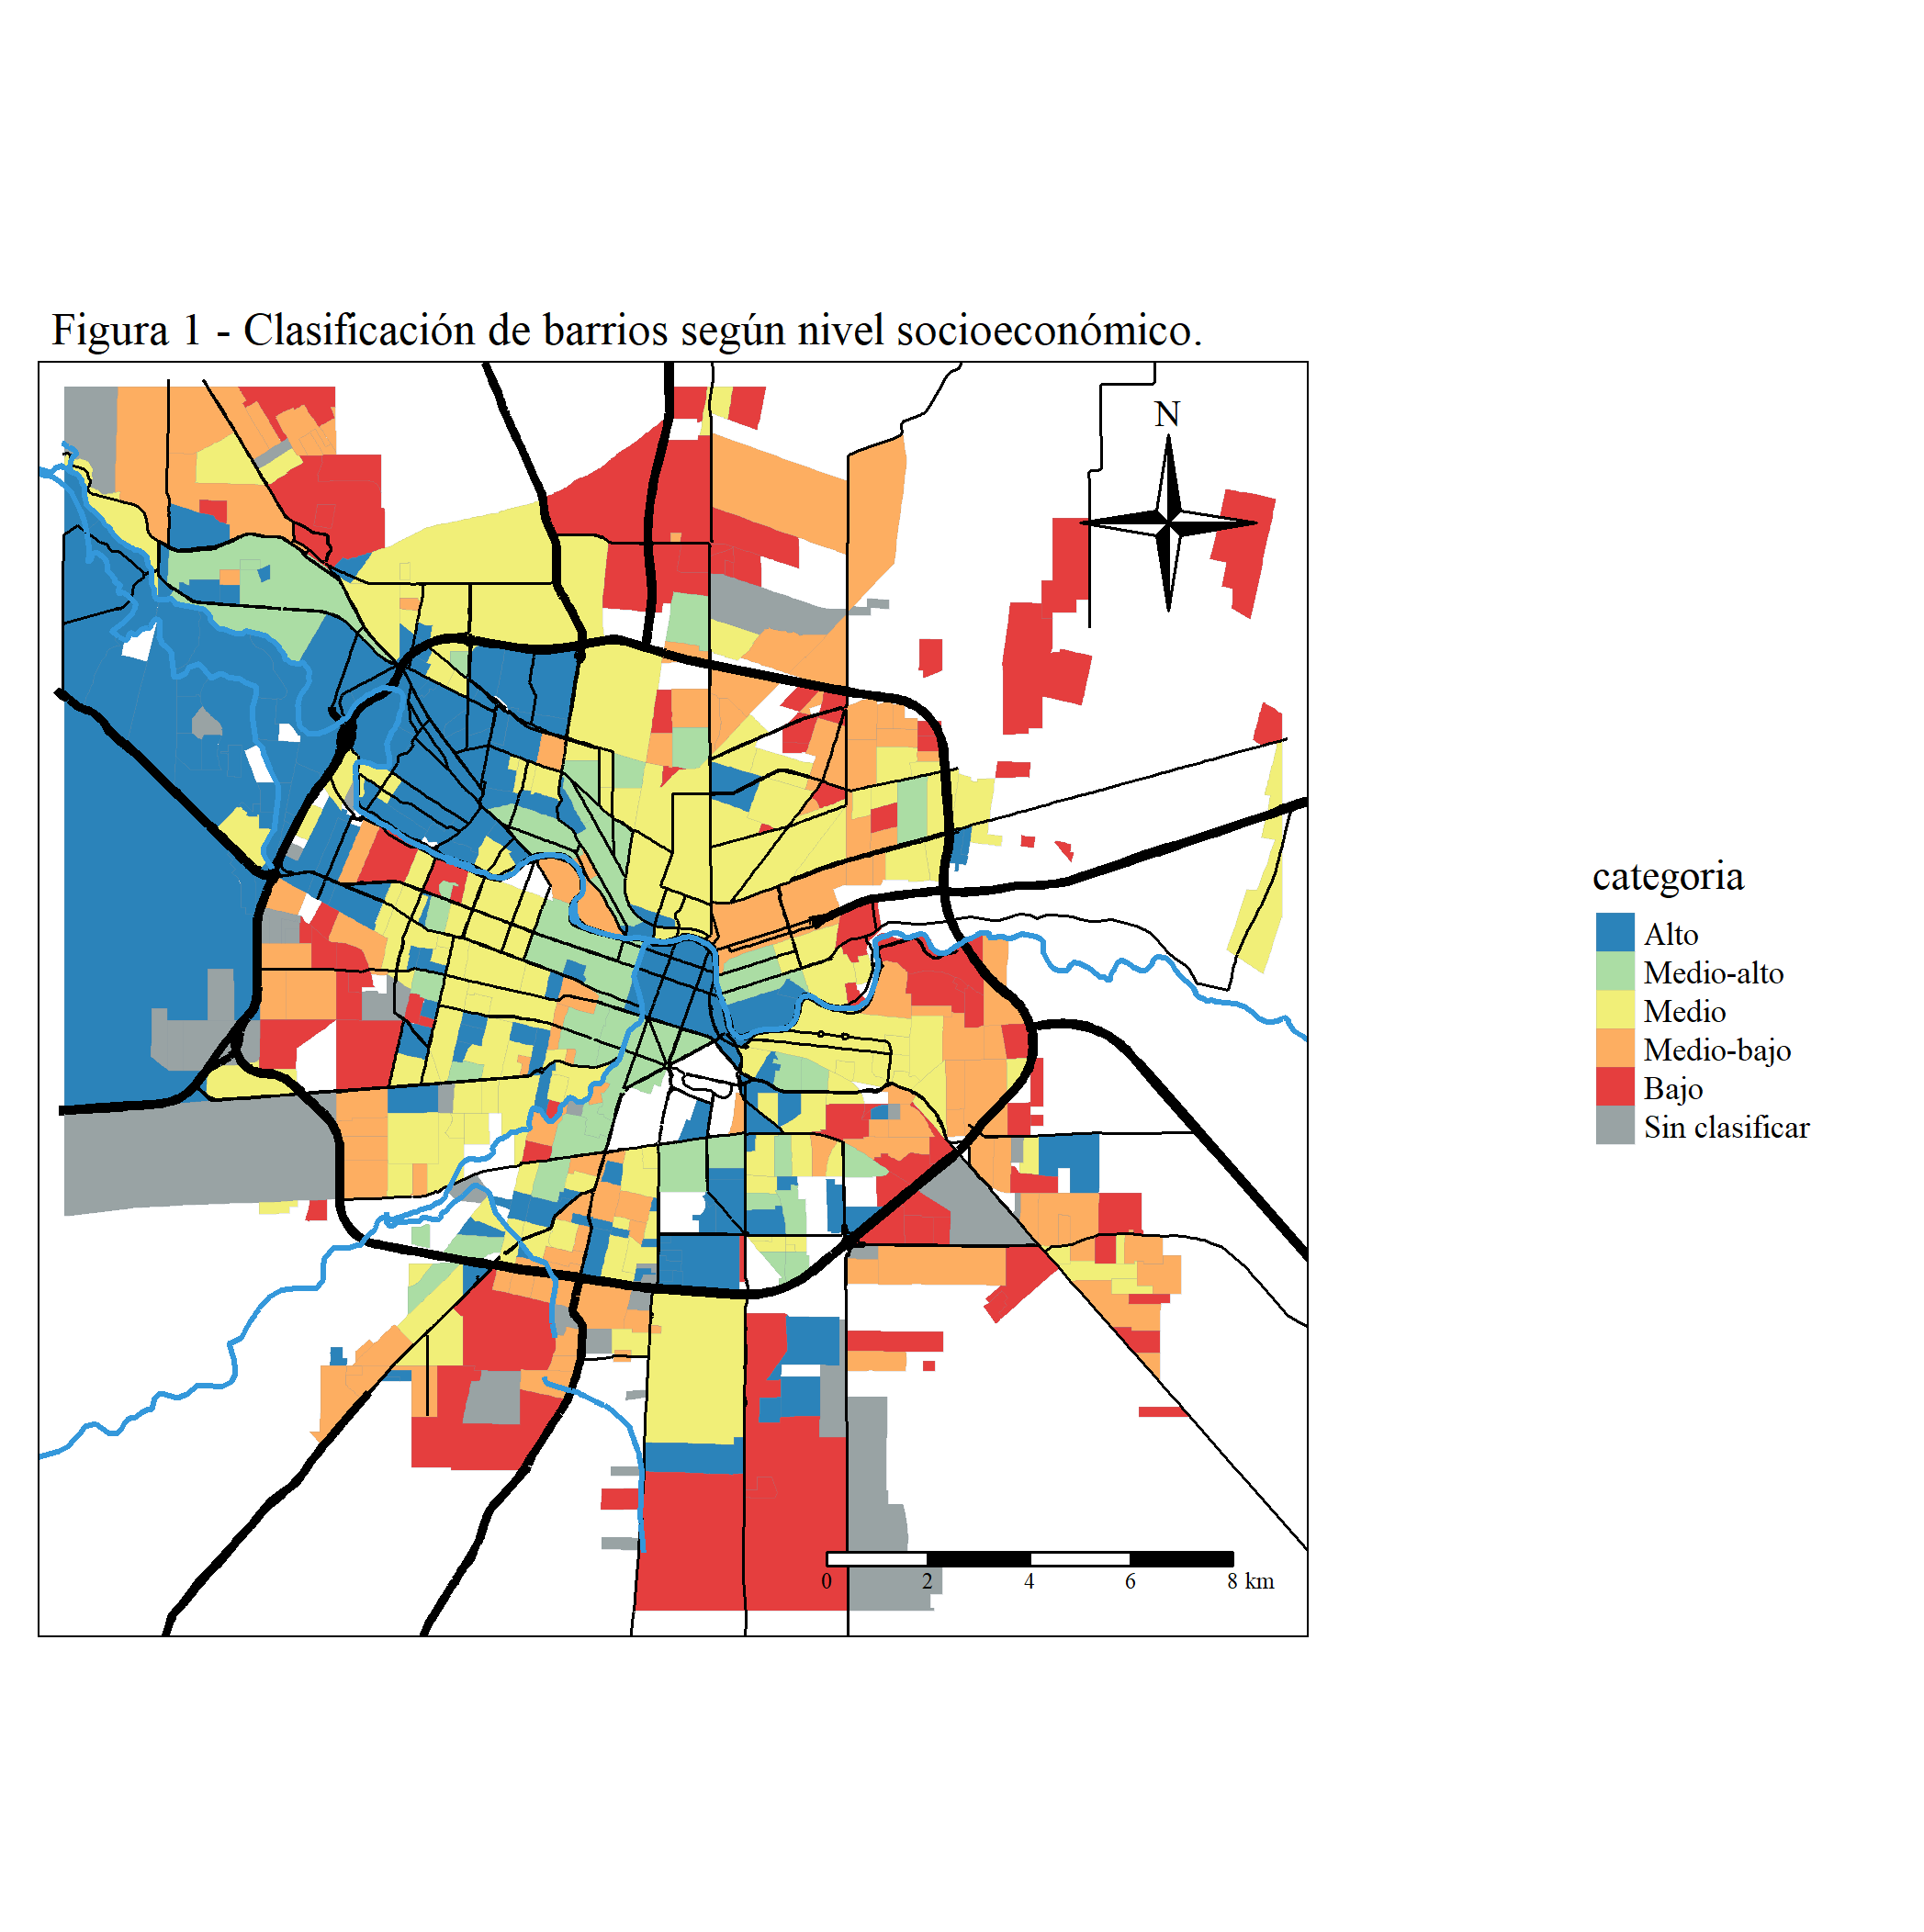 Figura 1 - Clasificación de barrios según nivel socioeconómico.
N
categoria
Alto
Medio-alto
Medio
Medio-bajo
Bajo
Sin clasificar
0 2 4 6 8 km